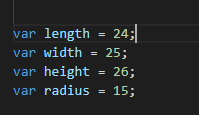 var length = 24;
var width = 25;
var height = 26;
var radius = 15;